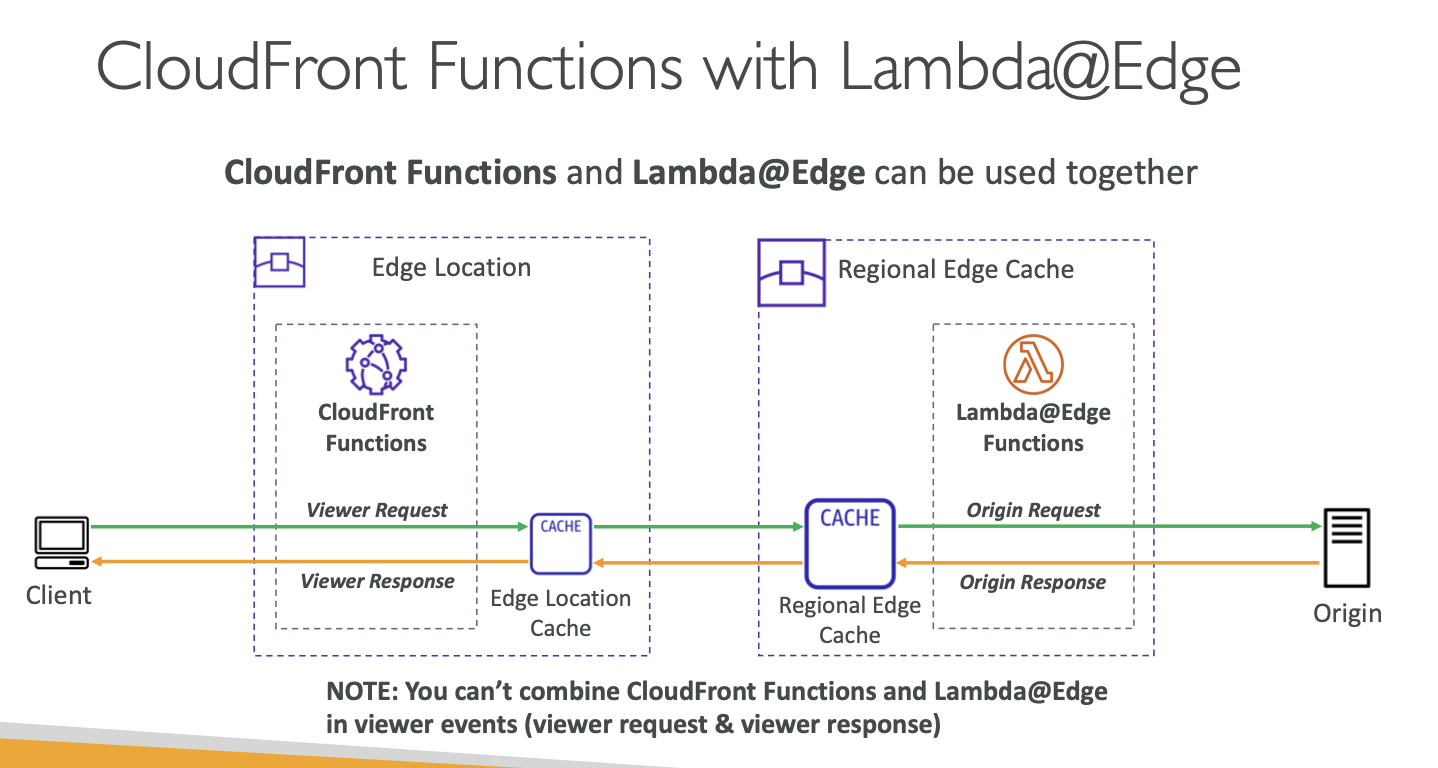 CloudFront Functions with Lambda@Edge
CloudFront Functions and Lambda@Edge can be used together
Edge Location
Regional Edge Cache
CloudFront
Functions
Lambda@Edge
Functions
Viewer Request
CACHE
CACHE
Origin Request
Viewer Response
Origin Response
Client
Edge Location
Cache
Regional Edge
Cache
Origin
NOTE: You can’t combine CloudFront Functions and Lambda@Edge
in viewer events (viewer request & viewer response)